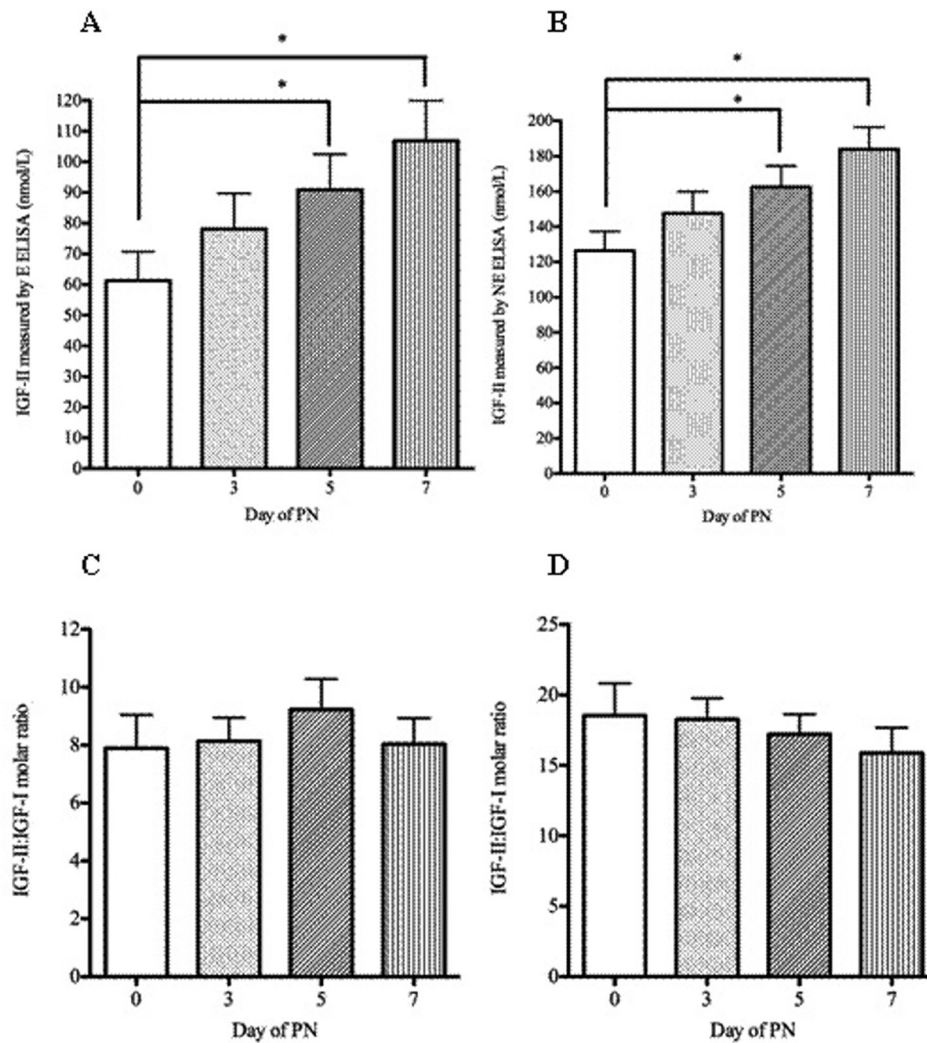 A
*
*
120
110
100
90
80
70
60
50
40
30
20
10
0
IGF-II measured by E ELISA (nmol/L)
0 3 5 7
Day of PN
B
*
*
200
180
160
140
120
100
80
60
40
20
0
IGF-II measured by NE ELISA (nmol/L)
0 3 5 7
Day of PN
C
12
10
8
6
4
2
0
IGF-II:IGF-I molar ratio
0 3 5 7
Day of PN
D
25
20
15
10
5
0
IGF-II:IGF-I molar ratio
0 3 5 7
Day of PN